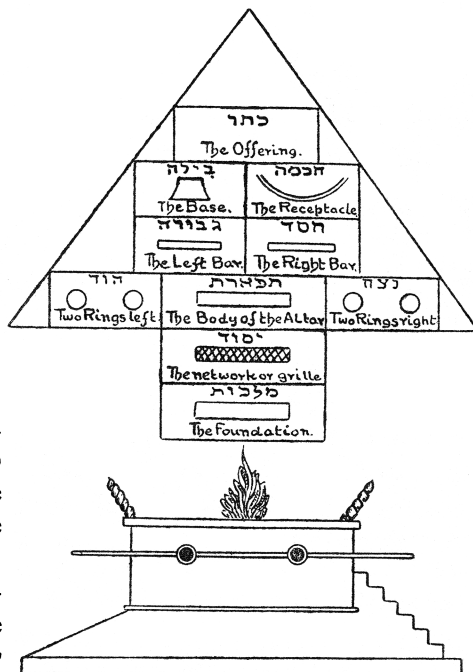 כתר
The Offering.
בינה
The Base.
חכמה
The Receptacle
גבורה
The Left Bar.
חסד
The Right Bar.
הוד
Two Rings left
תפארת
The Body of the Altar
נצח
Two Rings right
יסוד
The network or grille
מלכות
The Foundation.